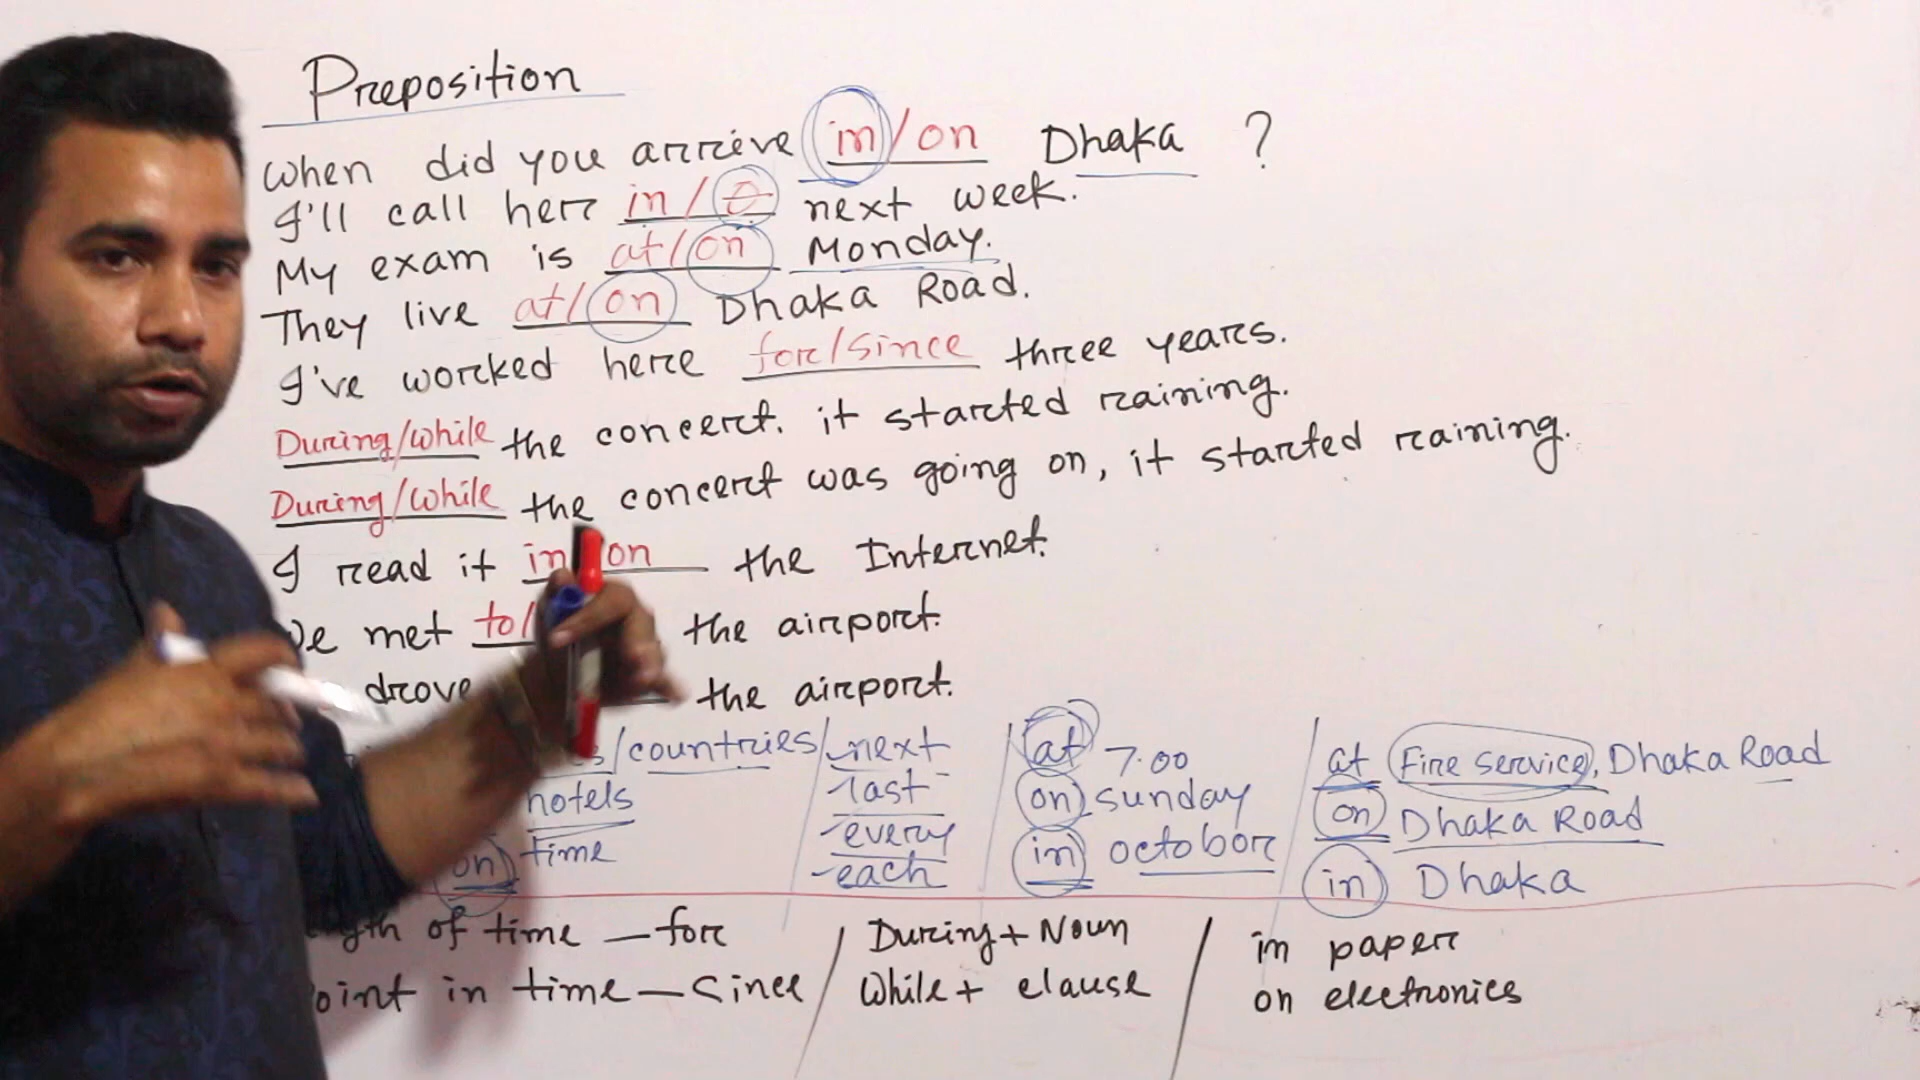 Preposition
When did you arrive in/on Dhaka ?
I'll call her in/Ø next week.
My exam is at/on Monday.
They live at/on Dhaka Road.
I've worked here for/since three years.
During/while the concert. it started raining.
During/while the concert was going on, it started raining.
I read it in/on the Internet.
met to/ the airport.
drove the airport.
/countries/ next / at 7.00 / at Fire Service, Dhaka Road
hotels last on sunday on Dhaka Road
on time every in octobor in Dhaka
each
of time — for / During + Noun / in paper
in time — Since / While + clause / on electronics